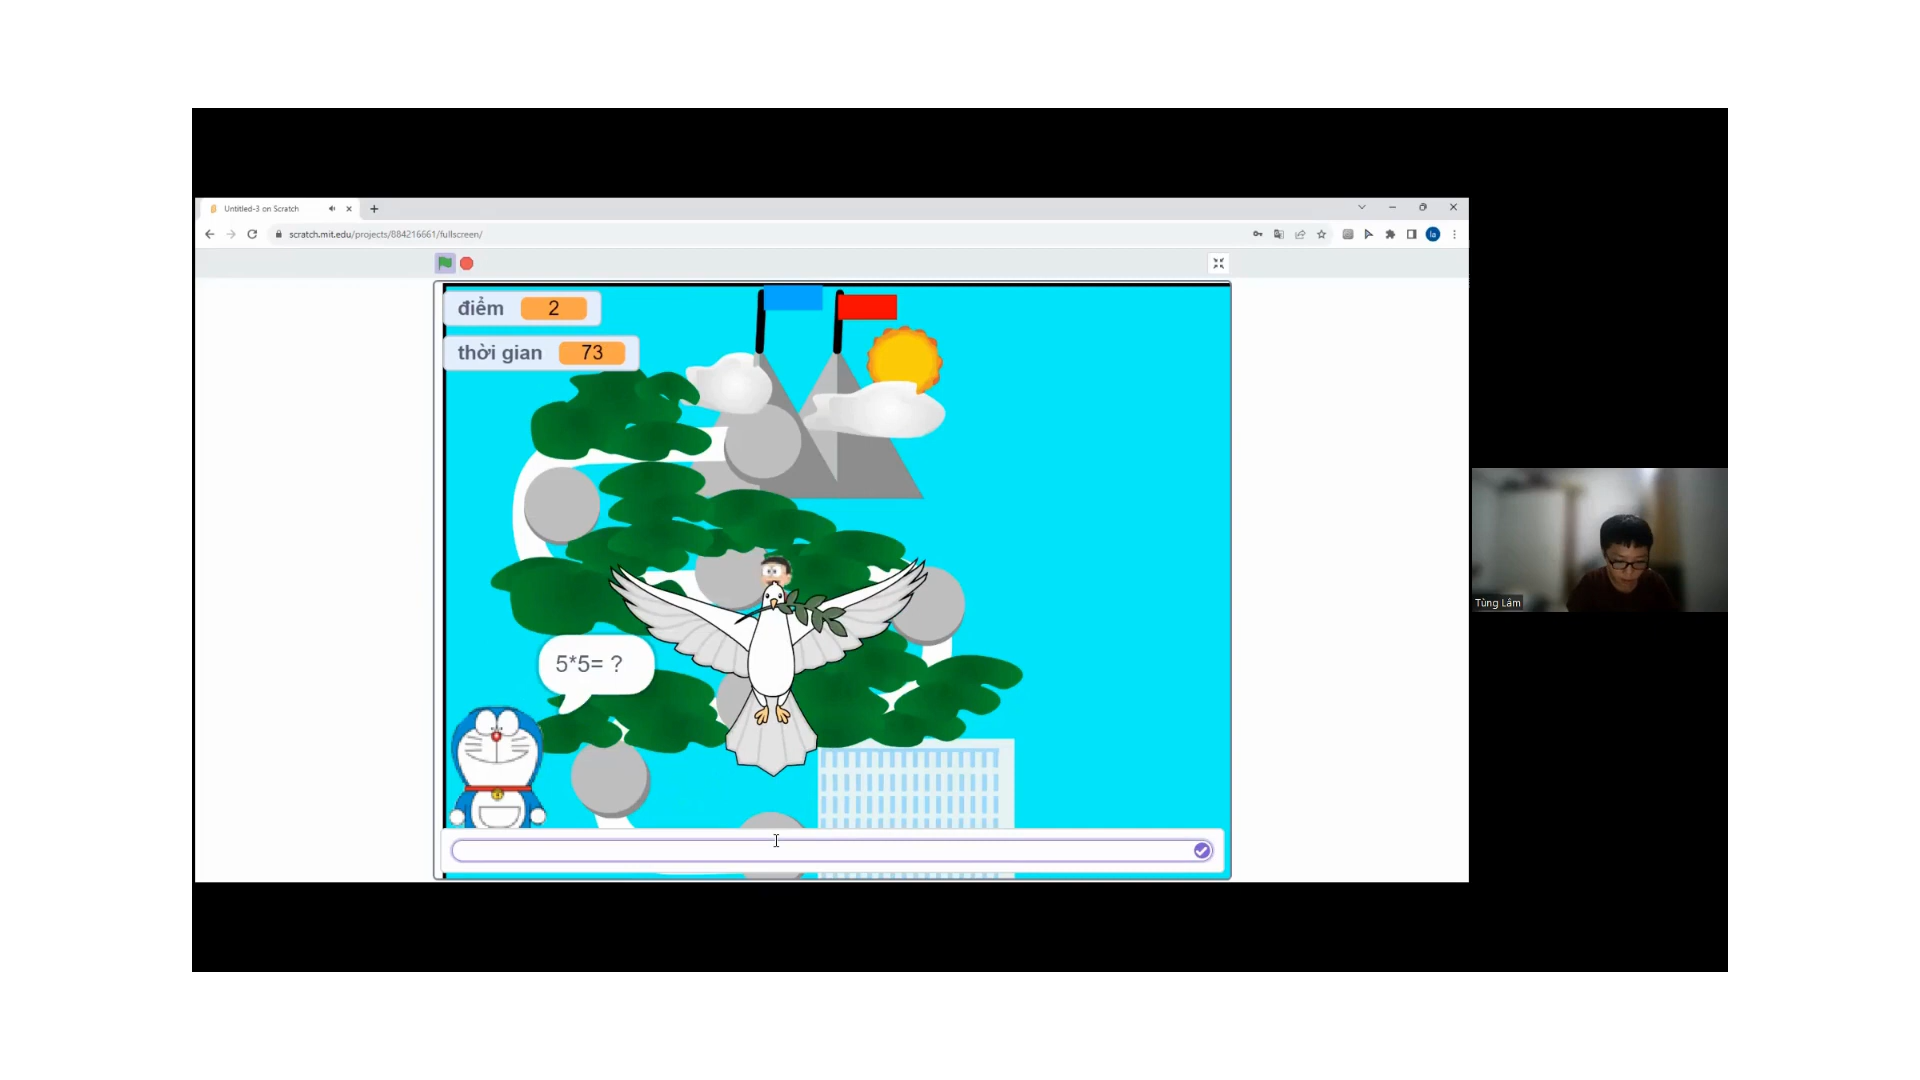 Untitled-3 on Scratch
scratch.mit.edu/projects/884216661/fullscreen/
la
điểm 2
thời gian 73
5*5= ?
Tùng Lâm